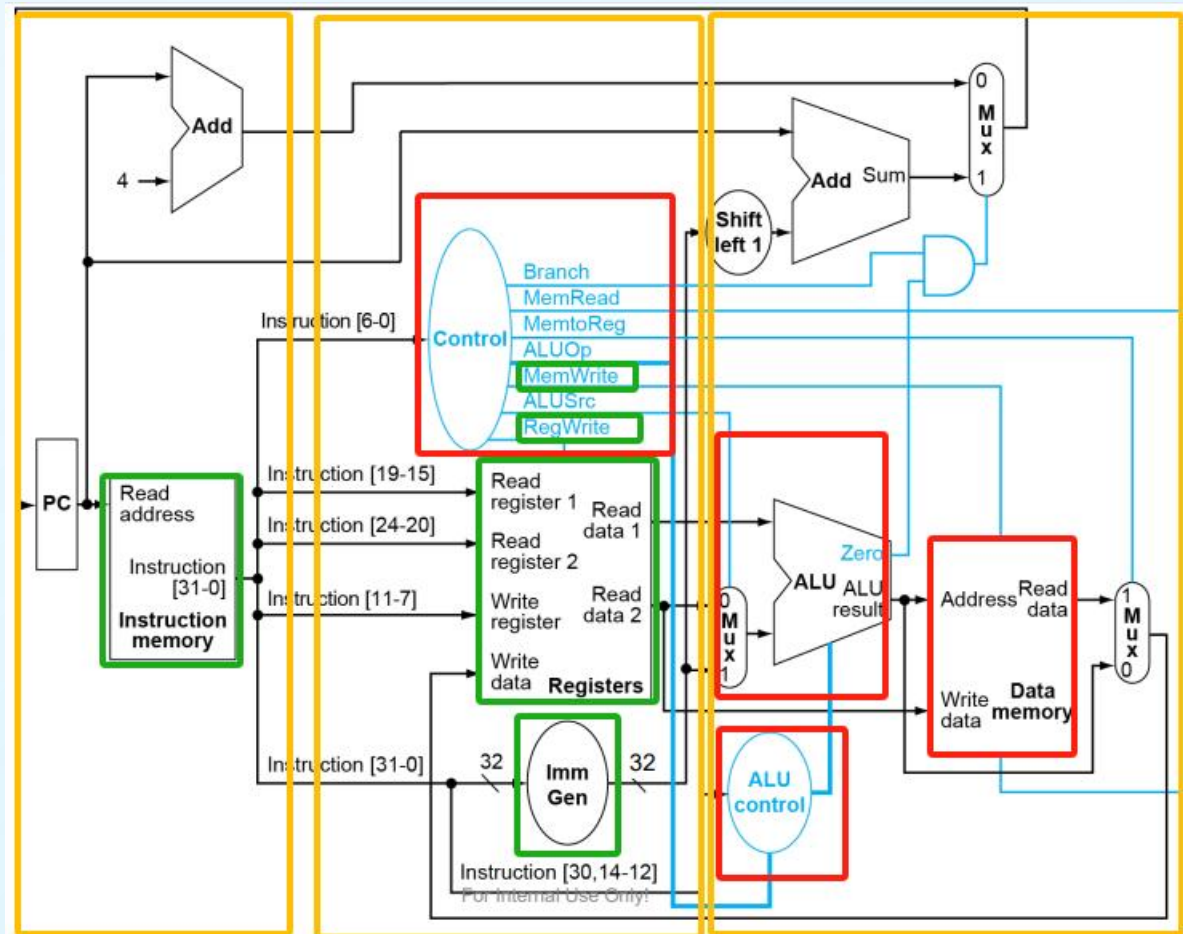 0
Mux
1
Add
4
Add
Sum
Shift
left 1
Branch
MemRead
MemtoReg
ALUOp
MemWrite
ALUSrc
RegWrite
Control
Instruction [6-0]
PC
Read
address
Instruction
[31-0]
Instruction
memory
Instruction [19-15]
Instruction [24-20]
Instruction [11-7]
Instruction [31-0]
Read
register 1
Read
register 2
Write
register
Write
data
Registers
Read
data 1
Read
data 2
0
Mux
1
Zero
ALU
ALU
result
Address
Read
data
Write
data
Data
memory
1
Mux
0
32
Imm
Gen
32
ALU
control
Instruction [30,14-12]
For Internal Use Only!